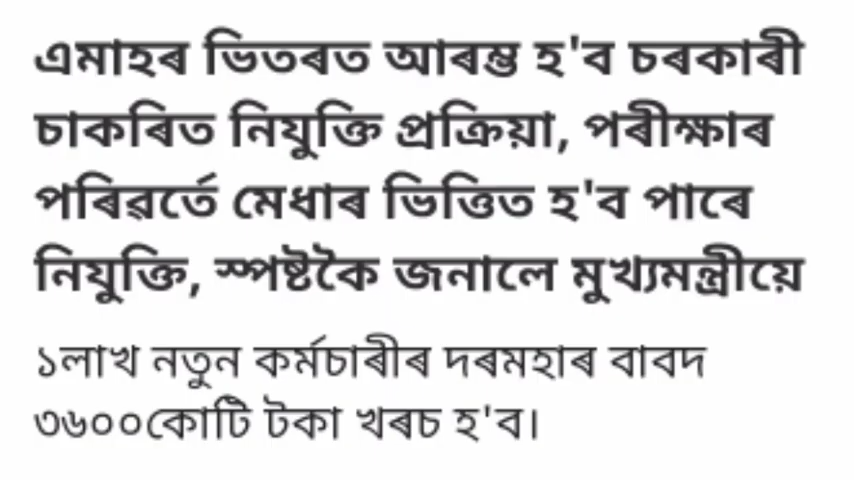 এমাহৰ ভিতৰত আৰম্ভ হ'ব চৰকাৰী
চাকৰিত নিযুক্তি প্ৰক্ৰিয়া, পৰীক্ষাৰ
পৰিৱৰ্তে মেধাৰ ভিত্তিত হ'ব পাৰে
নিযুক্তি, স্পষ্টকৈ জনালে মুখ্যমন্ত্ৰীয়ে
১লাখ নতুন কৰ্মচাৰীৰ দৰমহাৰ বাবদ
৩৬০০কোটি টকা খৰচ হ'ব।